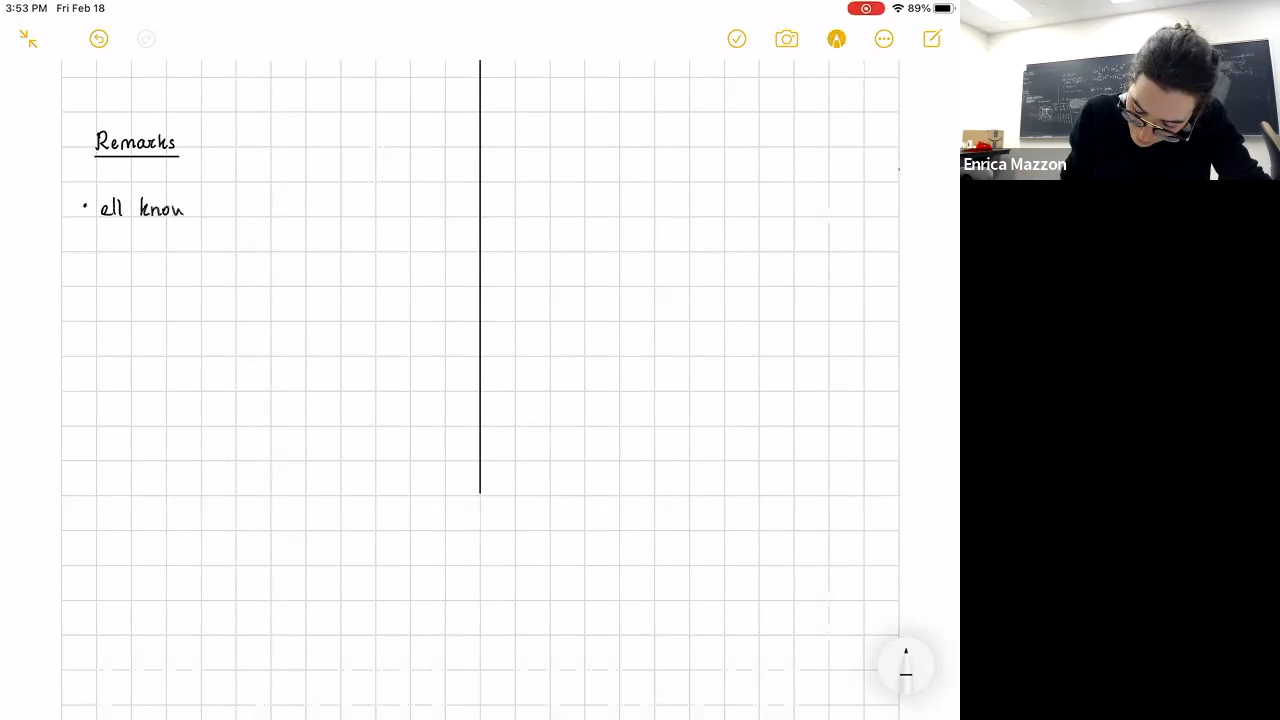 3:53 PM Fri Feb 18
89%
Remarks
• all know
Enrica Mazzon